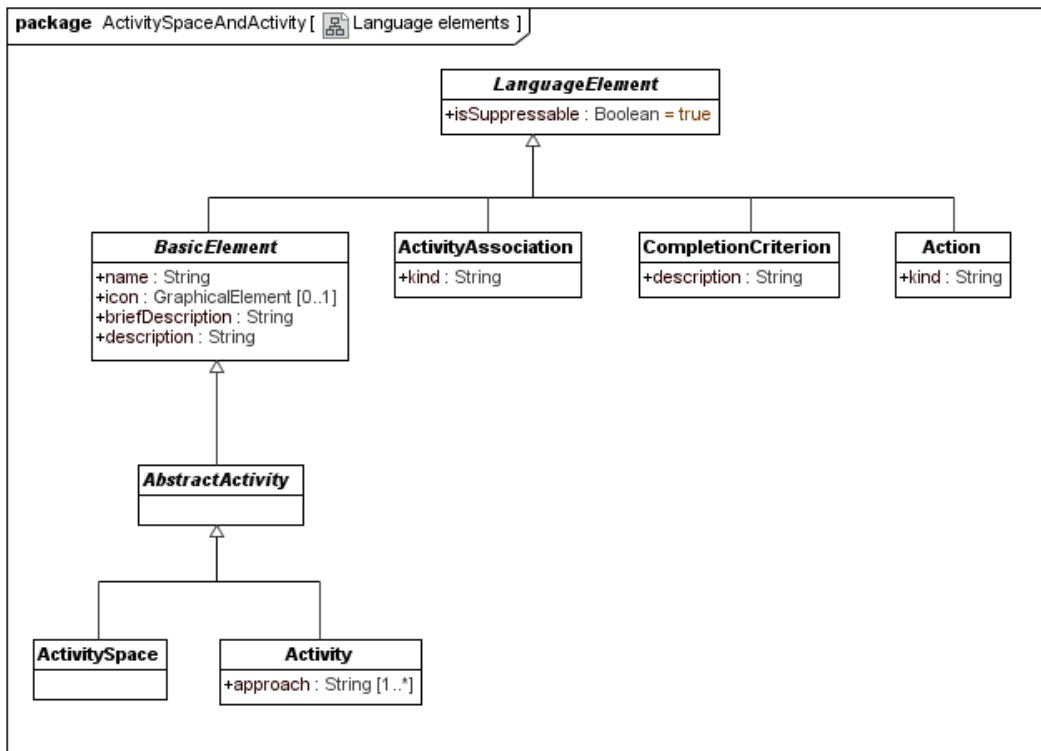 package ActivitySpaceAndActivity [ Language elements ]
LanguageElement
+isSuppressable : Boolean = true
BasicElement
+name : String
+icon : GraphicalElement [0..1]
+briefDescription : String
+description : String
ActivityAssociation
+kind : String
CompletionCriterion
+description : String
Action
+kind : String
AbstractActivity
ActivitySpace
Activity
+approach : String [1..*]